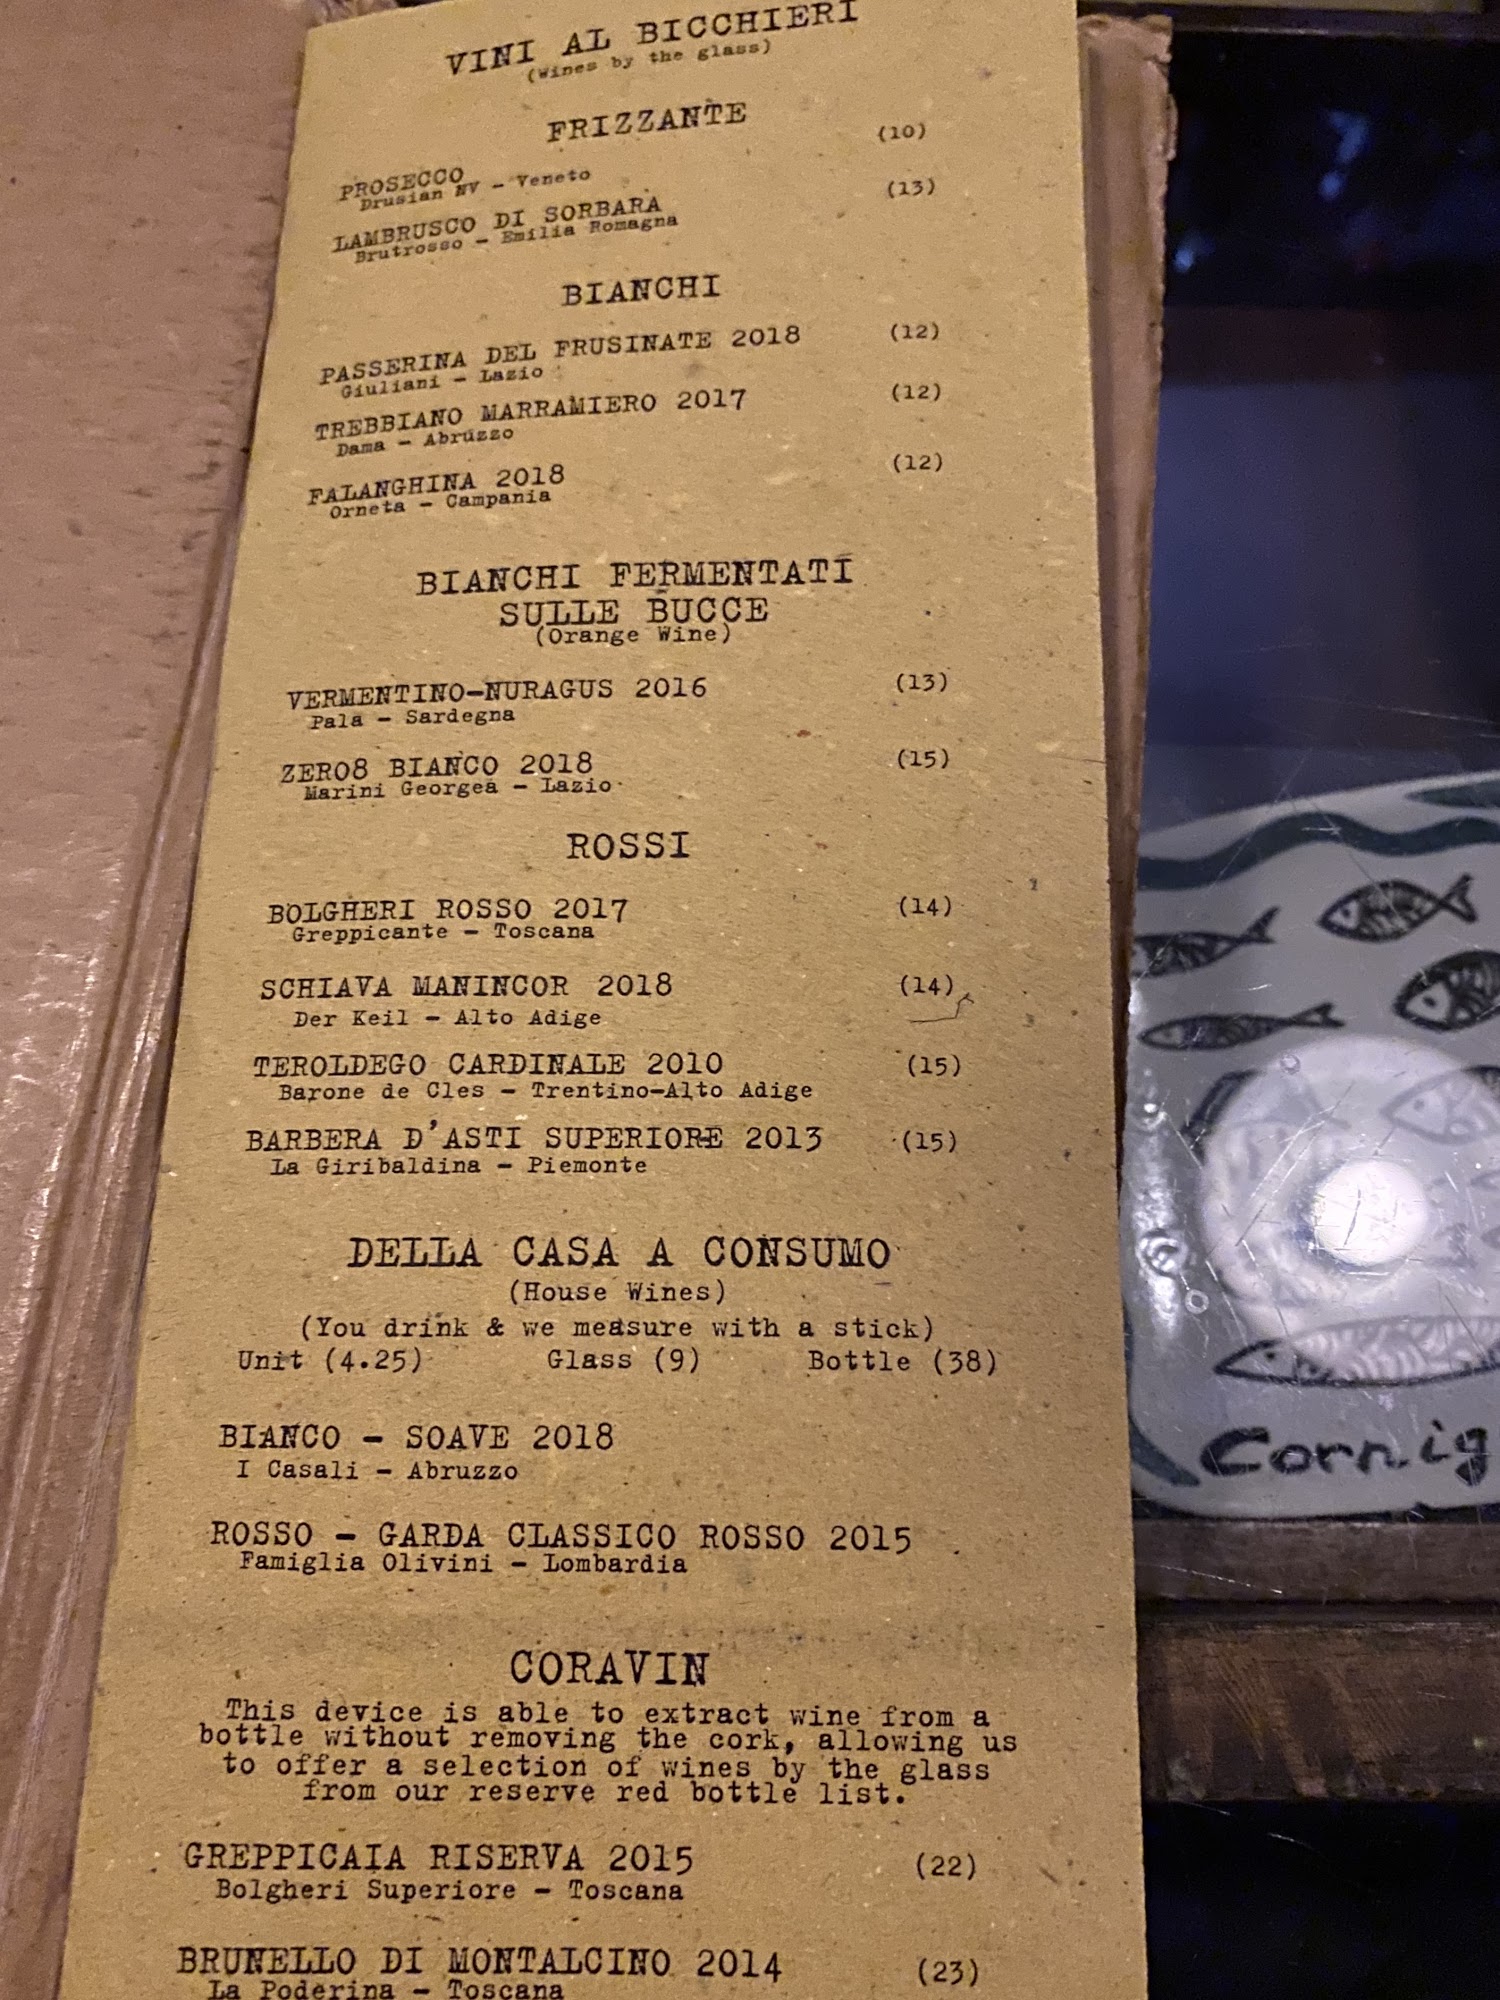 VINI AL BICCHIERI
(Wines by the glass)
FRIZZANTE
PROSECCO (10)
Drusian NV - Veneto
LAMBRUSCO DI SORBARA (13)
Brutrosso - Emilia Romagna
BIANCHI
PASSERINA DEL FRUSINATE 2018 (12)
Giuliani - Lazio
TREBBIANO MARRAMIERO 2017 (12)
Dama - Abruzzo
FALANGHINA 2018 (12)
Orneta - Campania
BIANCHI FERMENTATI
SULLE BUCCE
(Orange Wine)
VERMENTINO-NURAGUS 2016 (13)
Pala - Sardegna
ZERO8 BIANCO 2018 (15)
Marini Georgea - Lazio
ROSSI
BOLGHERI ROSSO 2017 (14)
Greppicante - Toscana
SCHIAVA MANINCOR 2018 (14)
Der Keil - Alto Adige
TEROLDEGO CARDINALE 2010 (15)
Barone de Cles - Trentino-Alto Adige
BARBERA D'ASTI SUPERIORE 2013 (15)
La Giribaldina - Piemonte
DELLA CASA A CONSUMO
(House Wines)
(You drink & we measure with a stick)
Unit (4.25) Glass (9) Bottle (38)
BIANCO - SOAVE 2018
I Casali - Abruzzo
ROSSO - GARDA CLASSICO ROSSO 2015
Famiglia Olivini - Lombardia
CORAVIN
This device is able to extract wine from a
bottle without removing the cork, allowing us
to offer a selection of wines by the glass
from our reserve red bottle list.
GREPPICAIA RISERVA 2015 (22)
Bolgheri Superiore - Toscana
BRUNELLO DI MONTALCINO 2014 (23)
La Poderina - Toscana
Cornig